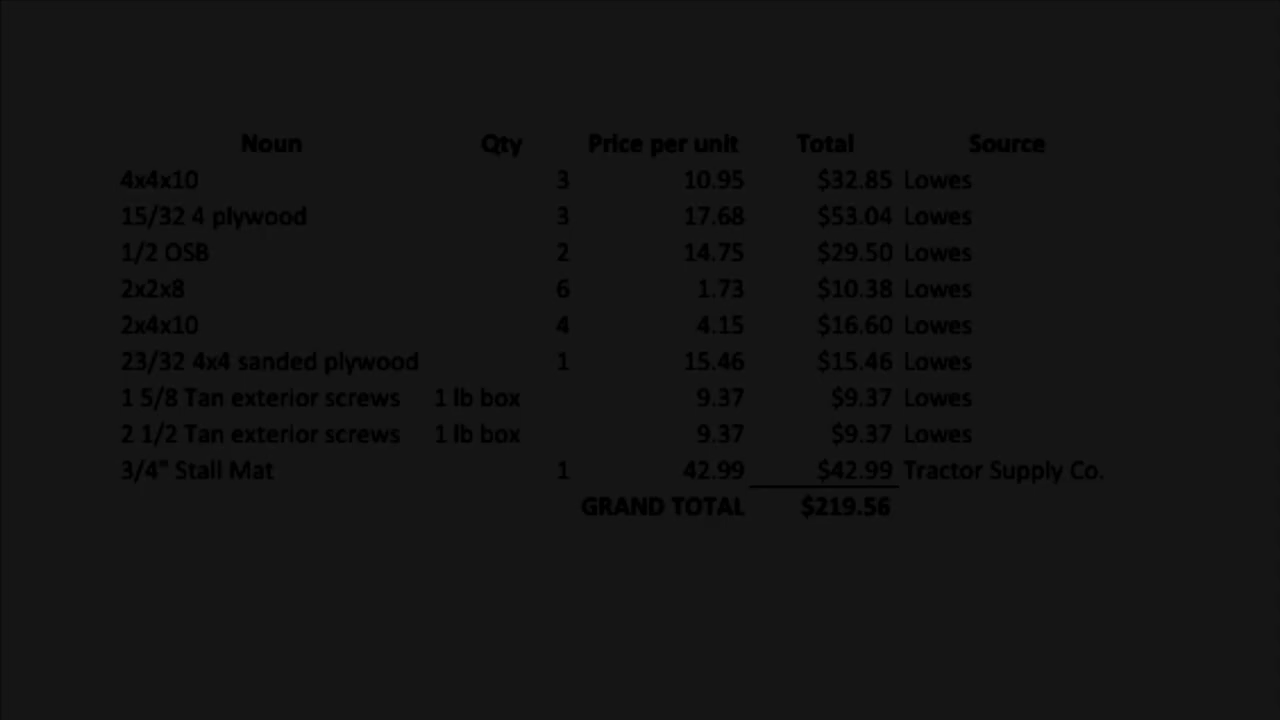 Noun Qty Price per unit Total Source
4x4x10 3 10.95 $32.85 Lowes
15/32 4 plywood 3 17.68 $53.04 Lowes
1/2 OSB 2 14.75 $29.50 Lowes
2x2x8 6 1.73 $10.38 Lowes
2x4x10 4 4.15 $16.60 Lowes
23/32 4x4 sanded plywood 1 15.46 $15.46 Lowes
1 5/8 Tan exterior screws 1 lb box 9.37 $9.37 Lowes
2 1/2 Tan exterior screws 1 lb box 9.37 $9.37 Lowes
3/4" Stall Mat 1 42.99 $42.99 Tractor Supply Co.
GRAND TOTAL $219.56